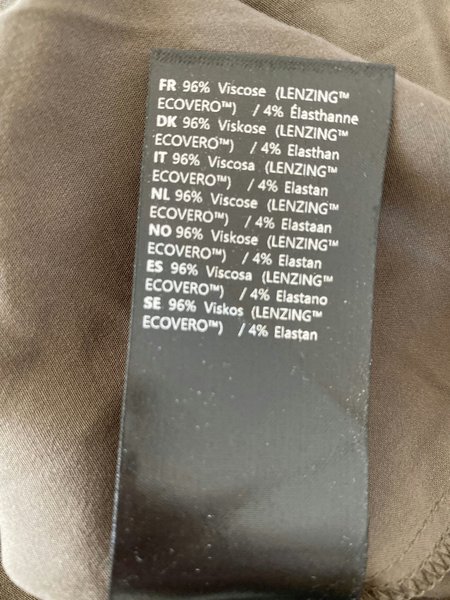 FR 96% Viscose (LENZING™
ECOVERO™) / 4% Élasthanne
DK 96% Viskose (LENZING™
ECOVERO™) / 4% Elasthan
IT 96% Viscosa (LENZING™
ECOVERO™) / 4% Elastan
NL 96% Viscose (LENZING™
ECOVERO™) / 4% Elastaan
NO 96% Viskose (LENZING™
ECOVERO™) / 4% Elastan
ES 96% Viscosa (LENZING™
ECOVERO™) / 4% Elastano
SE 96% Viskos (LENZING™
ECOVERO™) / 4% Elastan